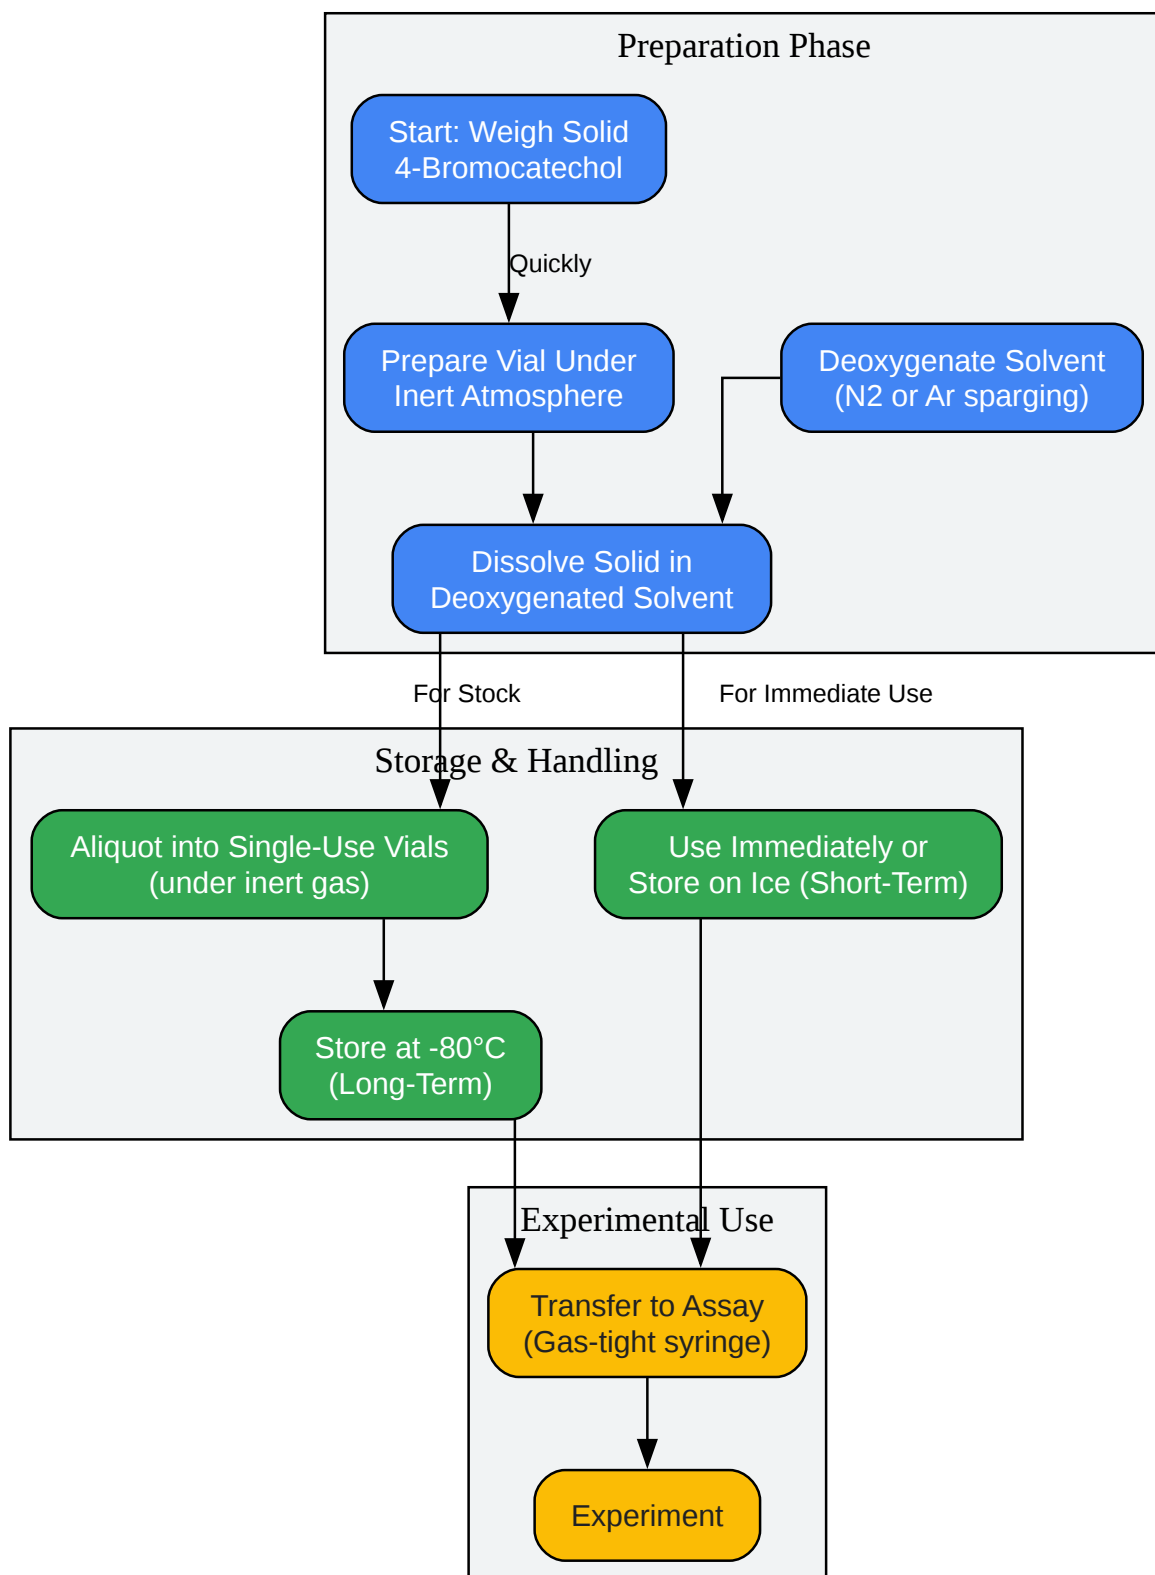 Preparation Phase
Start: Weigh Solid
4-Bromocatechol
Quickly
Prepare Vial Under
Inert Atmosphere
Deoxygenate Solvent
(N2 or Ar sparging)
Dissolve Solid in
Deoxygenated Solvent
For Stock
For Immediate Use
Storage & Handling
Aliquot into Single-Use Vials
(under inert gas)
Use Immediately or
Store on Ice (Short-Term)
Store at -80°C
(Long-Term)
Experimental Use
Transfer to Assay
(Gas-tight syringe)
Experiment